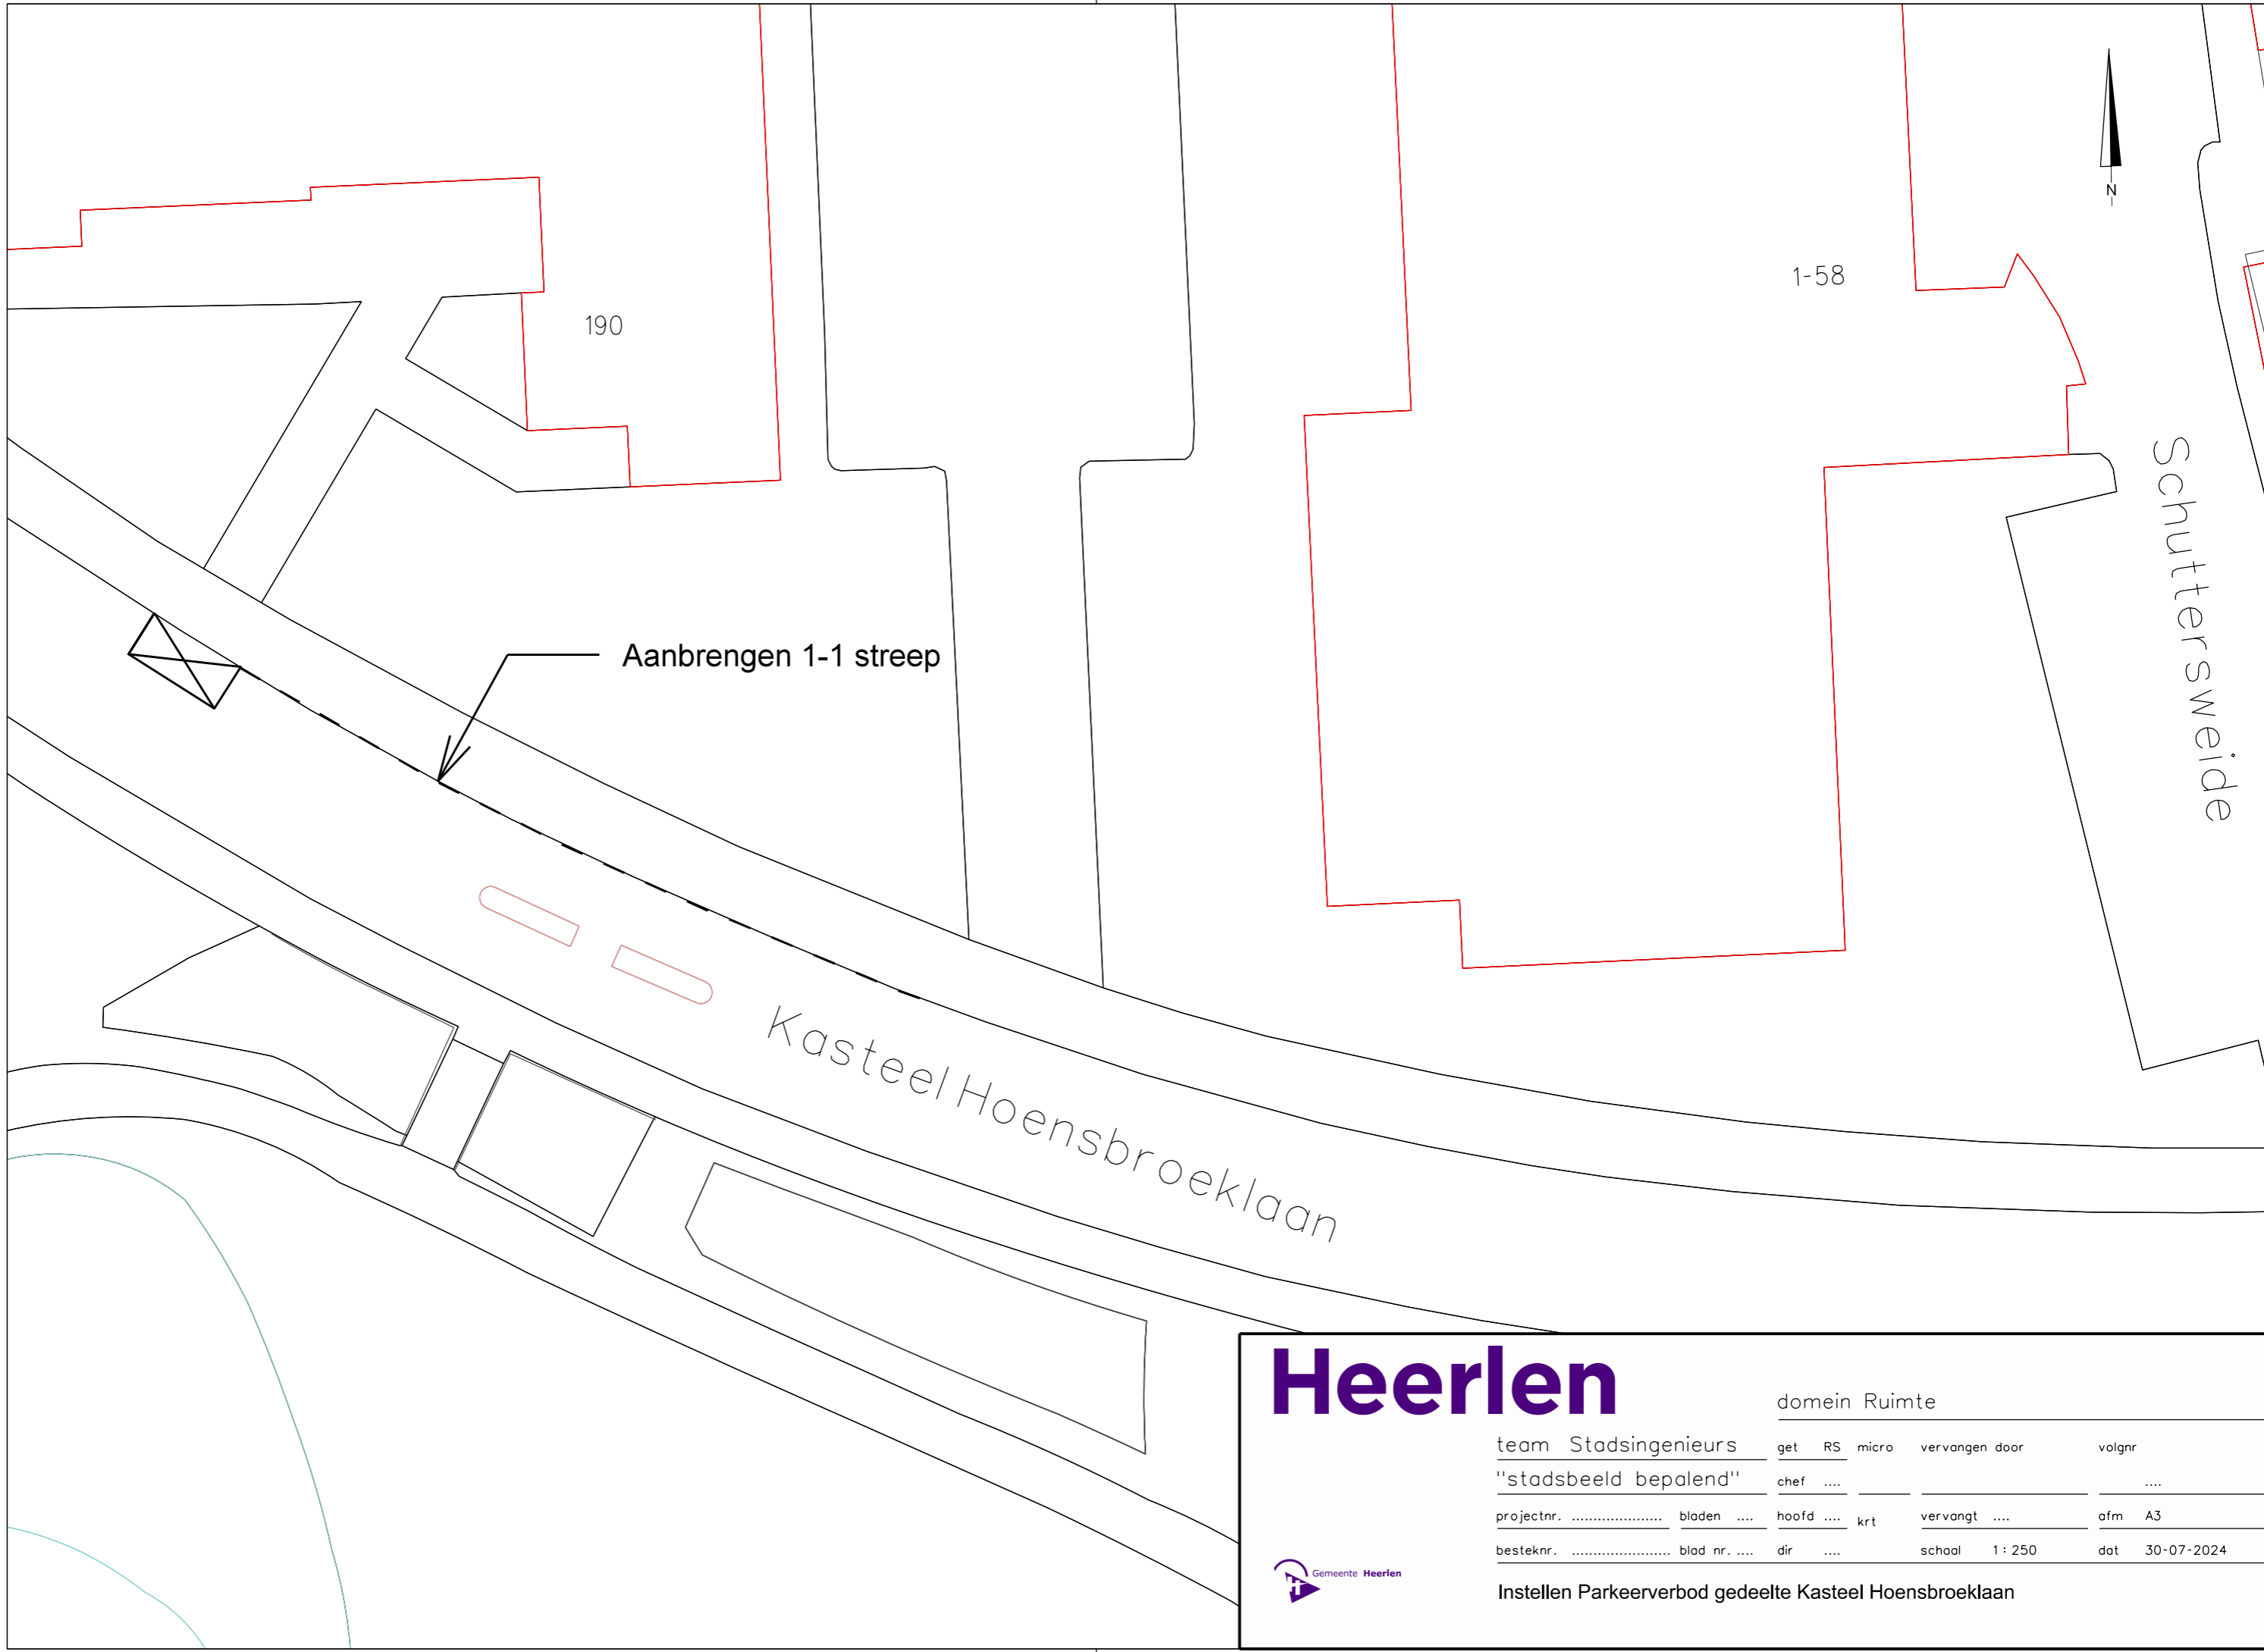 190
1-58
N
Schuttersweide
Aanbrengen 1-1 streep
Kasteel Hoensbroeklaan
Heerlen
domein Ruimte
team Stadsingenieurs get RS micro vervangen door volgnr
"stadsbeeld bepalend" chef .... ....
projectnr. ..................... bladen .... hoofd .... krt vervangt .... afm A3
besteknr. ....................... blad nr. .... dir .... schaal 1:250 dat 30-07-2024
H Gemeente Heerlen
Instellen Parkeerverbod gedeelte Kasteel Hoensbroeklaan